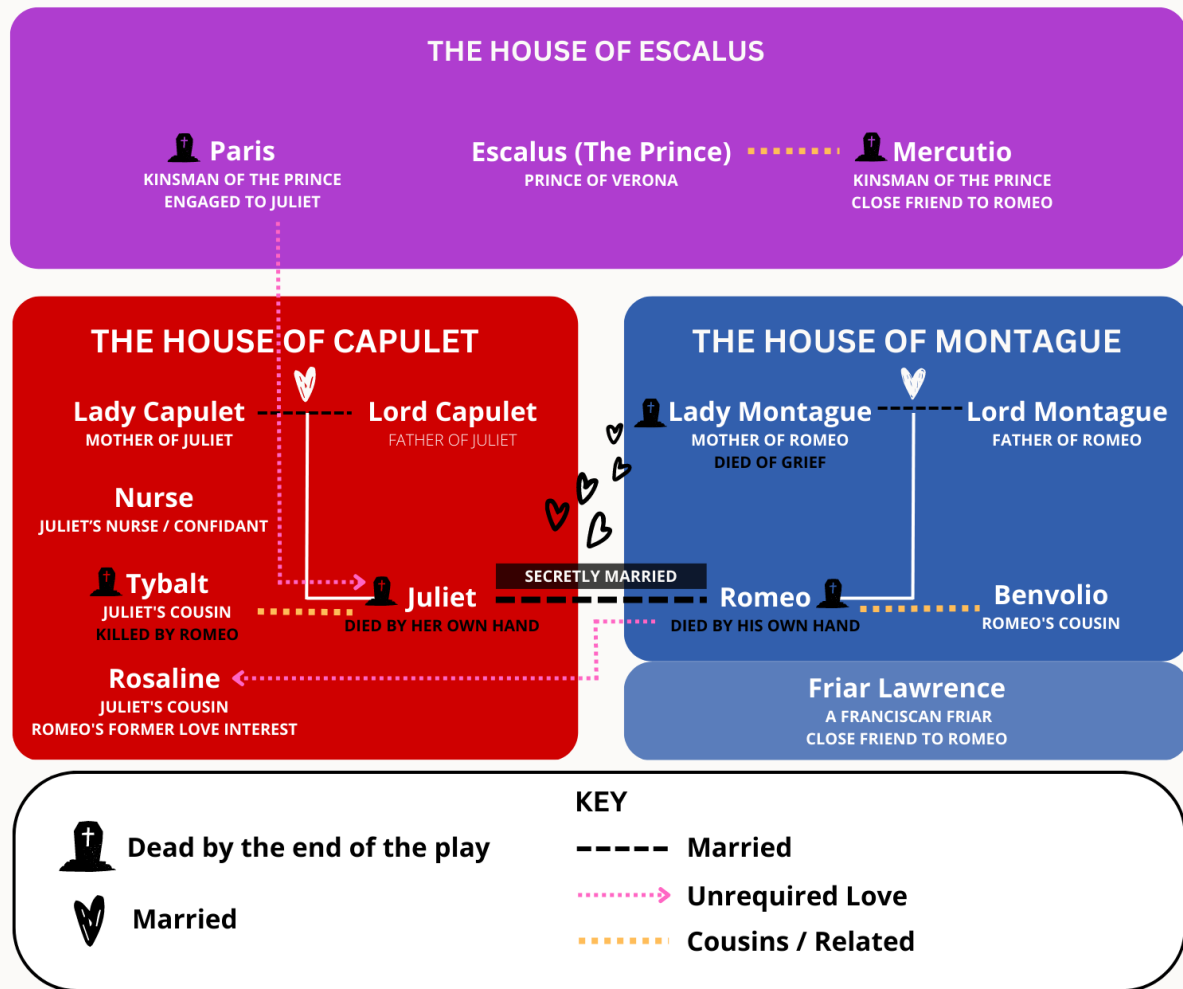 THE HOUSE OF ESCALUS
Paris
KINSMAN OF THE PRINCE
ENGAGED TO JULIET
Escalus (The Prince)
PRINCE OF VERONA
Mercutio
KINSMAN OF THE PRINCE
CLOSE FRIEND TO ROMEO
THE HOUSE OF CAPULET
Lady Capulet
MOTHER OF JULIET
Lord Capulet
FATHER OF JULIET
Nurse
JULIET’S NURSE / CONFIDANT
Tybalt
JULIET'S COUSIN
KILLED BY ROMEO
Juliet
DIED BY HER OWN HAND
Rosaline
JULIET'S COUSIN
ROMEO'S FORMER LOVE INTEREST
SECRETLY MARRIED
THE HOUSE OF MONTAGUE
Lady Montague
MOTHER OF ROMEO
DIED OF GRIEF
Lord Montague
FATHER OF ROMEO
Romeo
DIED BY HIS OWN HAND
Benvolio
ROMEO'S COUSIN
Friar Lawrence
A FRANCISCAN FRIAR
CLOSE FRIEND TO ROMEO
KEY
Dead by the end of the play
Married
Married
Unrequired Love
Cousins / Related